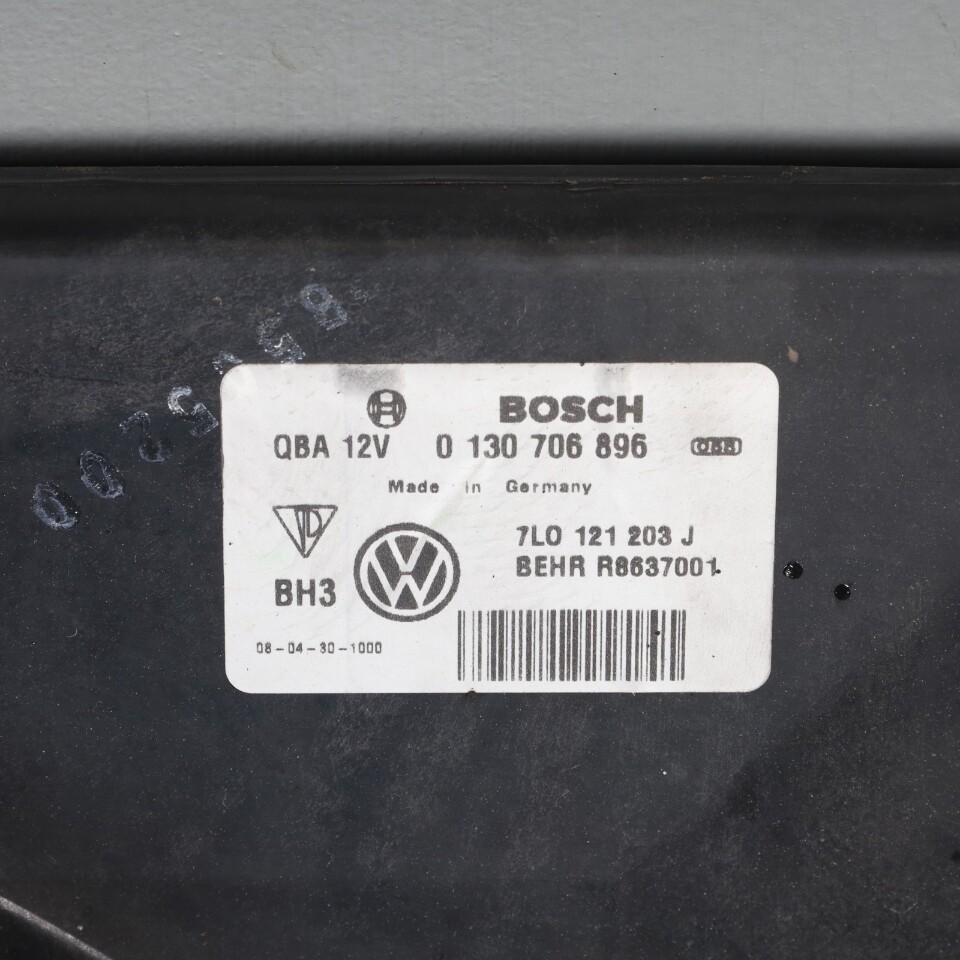 BOSCH
QBA 12V 0 130 706 896
Made in Germany
7L0 121 203 J
BEHR R8637001
BH3
08-04-30-1000